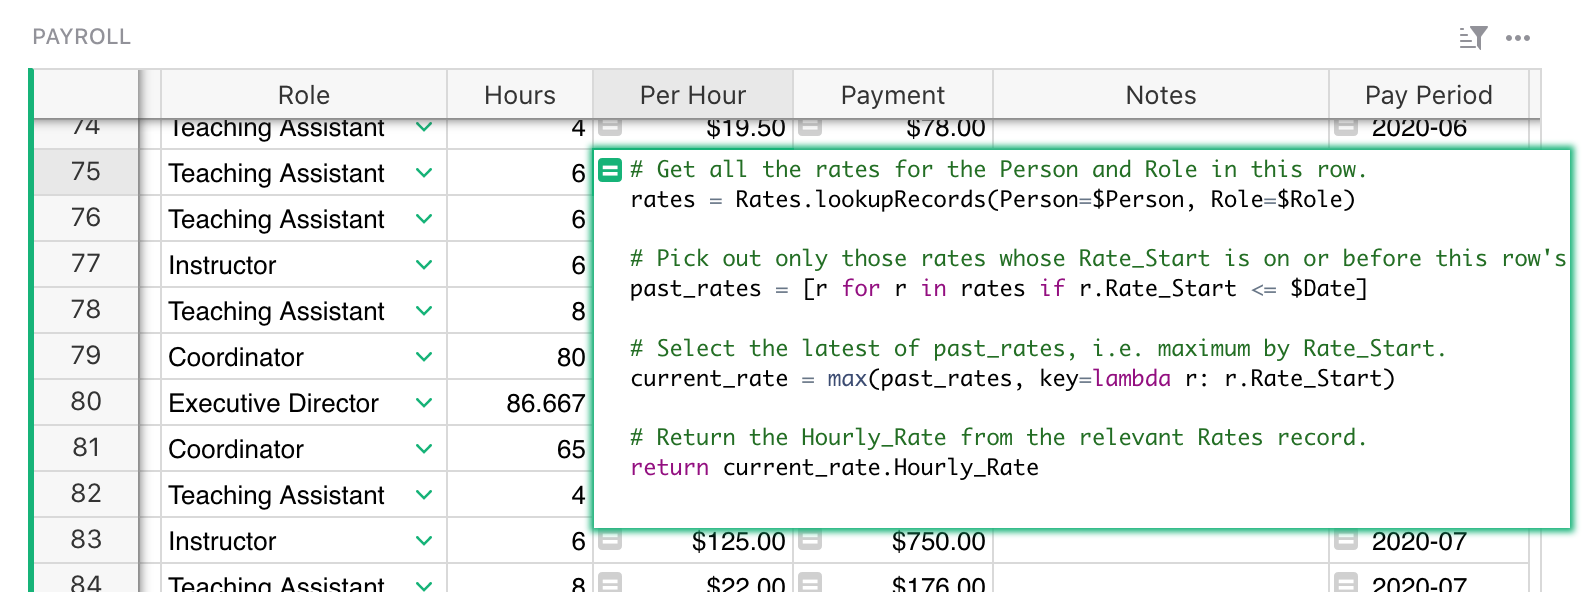 PAYROLL
Role Hours Per Hour Payment Notes Pay Period
74 Teaching Assistant 4 $19.50 $78.00 2020-06
75 Teaching Assistant 6 # Get all the rates for the Person and Role in this row.
rates = Rates.lookupRecords(Person=$Person, Role=$Role)
76 Teaching Assistant 6
77 Instructor 6 # Pick out only those rates whose Rate_Start is on or before this row's
past_rates = [r for r in rates if r.Rate_Start <= $Date]
78 Teaching Assistant 8
79 Coordinator 80 # Select the latest of past_rates, i.e. maximum by Rate_Start.
current_rate = max(past_rates, key=lambda r: r.Rate_Start)
80 Executive Director 86.667
81 Coordinator 65 # Return the Hourly_Rate from the relevant Rates record.
return current_rate.Hourly_Rate
82 Teaching Assistant 4
83 Instructor 6 $125.00 $750.00 2020-07
84 Teaching Assistant 8 $22.00 $176.00 2020-07